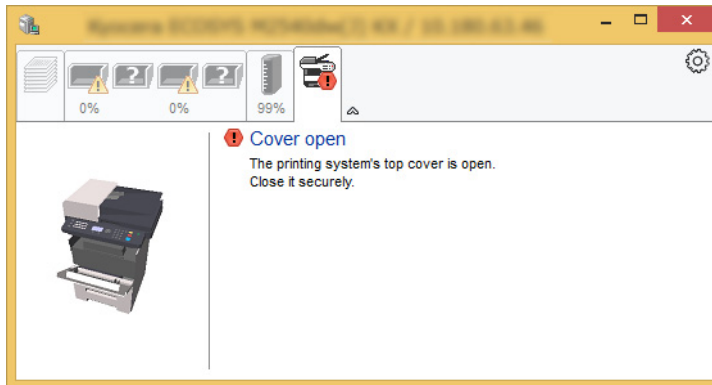 0%
0%
99%
Cover open
The printing system's top cover is open.
Close it securely.